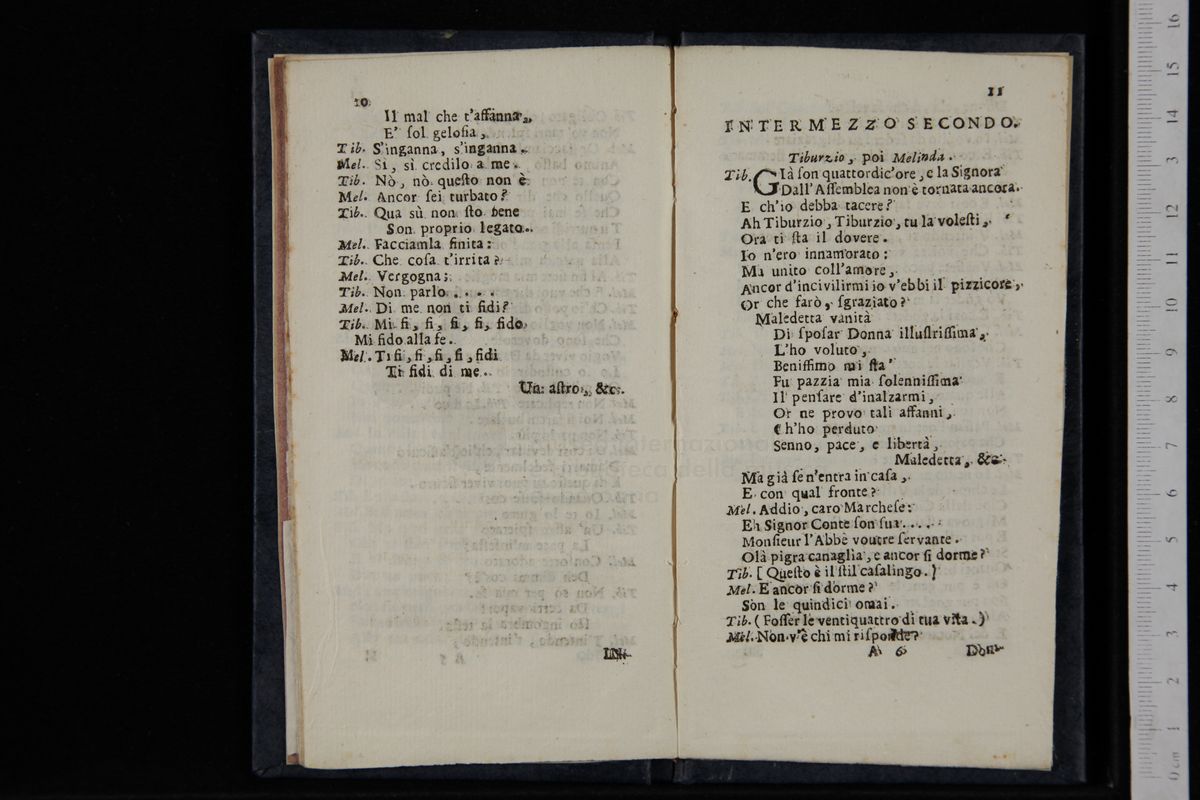 10
Il mal che t'affanna,
E' ſol geloſia,
Tib. S'inganna, s'inganna.
Mel. Sì, sì credilo a me.
Tib. Nò, nò queſto non è
Mel. Ancor ſei turbato?
Tib. Qua sù non ſto bene
Son proprio legato.
Mel. Facciamla finita:
Tib. Che coſa t'irrita?
Mel. Vergogna;
Tib. Non parlo . . . .
Mel. Di me non ti fidi?
Tib. Mi fi, fi, fi, fi, fido,
Mi fido alla fe.
Mel. Ti fi, fi, fi, fi, fidi
Ti fidi di me.
Un aſtro, &c.
IN-
11
INTERMEZZO SECONDO.
Tiburzio, poi Melinda.
Tib. GIà ſon quattordic'ore, e la Signora
Dall'Aſſemblea non è tornata ancora.
E ch'io debba tacere?
Ah Tiburzio, Tiburzio, tu la voleſti,
Ora ti ſta il dovere.
Io n'ero innamorato:
Ma unito coll'amore,
Ancor d'incivilirmi io v'ebbi il pizzicore,
Or che farò, ſgraziato?
Maledetta vanità
Di ſpoſar Donna illuſtriſſima,
L'ho voluto,
Beniſſimo mi ſta
Fu pazzia mia ſolenniſſima
Il penſare d'inalzarmi,
Or ne provo tali affanni,
Ch'ho perduto
Senno, pace, e libertà,
Maledetta, &c.
Ma già ſe n'entra in caſa,
E con qual fronte?
Mel. Addio, caro Marcheſe:
Eh Signor Conte ſon ſua . . . .
Monſieur l'Abbè voutre ſervante.
Olà pigra canaglia, e ancor ſi dorme?
Tib. [ Queſto è il ſtil caſalingo. )
Mel. E ancor ſi dorme?
Son le quindici omai.
Tib. ( Foſſer le ventiquattro di tua vita. )
Mel. Non v'è chi mi riſponde?
A 6 Don-